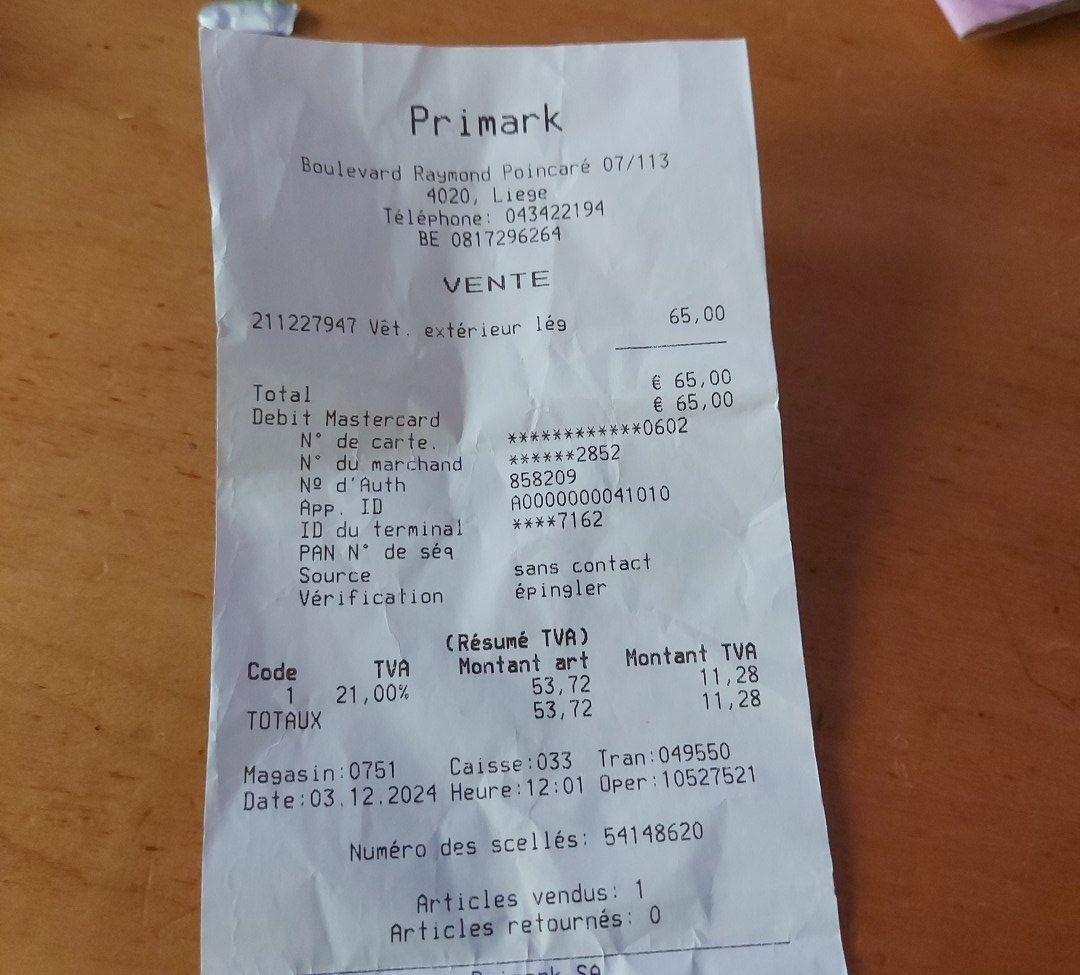 Primark
Boulevard Raymond Poincaré 07/113
4020, Liege
Téléphone: 043422194
BE 0817296264
VENTE
211227947 Vêt. extérieur lég 65,00
Total € 65,00
Debit Mastercard € 65,00
N° de carte. ************0602
N° du marchand ******2852
Nº d'Auth 858209
App. ID A0000000041010
ID du terminal ****7162
PAN N° de séq
Source sans contact
Vérification épingler
(Résumé TVA)
Code TVA Montant art Montant TVA
1 21,00% 53,72 11,28
TOTAUX 53,72 11,28
Magasin:0751 Caisse:033 Tran:049550
Date:03.12.2024 Heure:12:01 Oper:10527521
Numéro des scellés: 54148620
Articles vendus: 1
Articles retournés: 0
SA